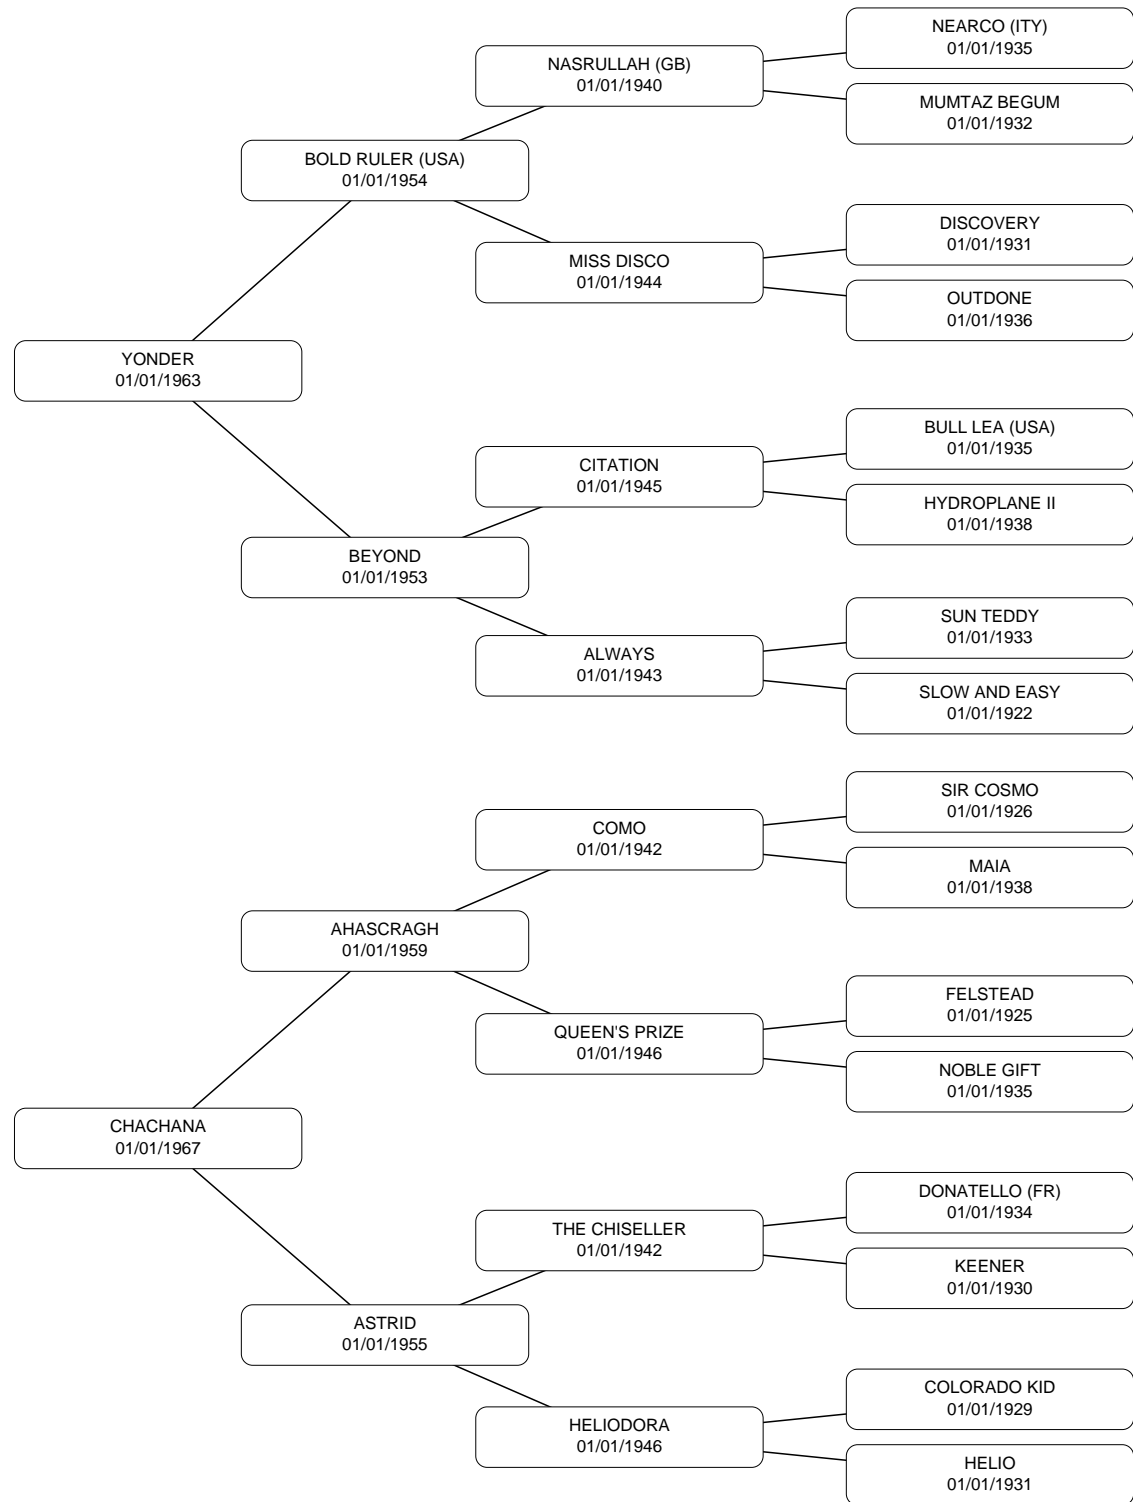 NEARCO (ITY)
01/01/1935
NASRULLAH (GB)
01/01/1940
MUMTAZ BEGUM
01/01/1932
BOLD RULER (USA)
01/01/1954
DISCOVERY
01/01/1931
MISS DISCO
01/01/1944
OUTDONE
01/01/1936
YONDER
01/01/1963
BULL LEA (USA)
01/01/1935
CITATION
01/01/1945
HYDROPLANE II
01/01/1938
BEYOND
01/01/1953
SUN TEDDY
01/01/1933
ALWAYS
01/01/1943
SLOW AND EASY
01/01/1922
SIR COSMO
01/01/1926
COMO
01/01/1942
MAIA
01/01/1938
AHASCRAGH
01/01/1959
FELSTEAD
01/01/1925
QUEEN'S PRIZE
01/01/1946
NOBLE GIFT
01/01/1935
CHACHANA
01/01/1967
DONATELLO (FR)
01/01/1934
THE CHISELLER
01/01/1942
KEENER
01/01/1930
ASTRID
01/01/1955
COLORADO KID
01/01/1929
HELIODORA
01/01/1946
HELIO
01/01/1931